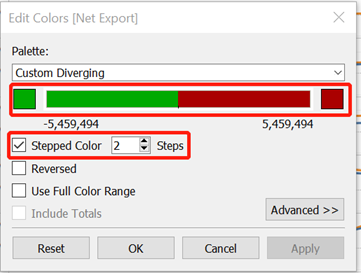 Edit Colors [Net Export]
Palette:
Custom Diverging
-5,459,494 5,459,494
Stepped Color 2 Steps
Reversed
Use Full Color Range
Include Totals
Advanced >>
Reset OK Cancel Apply